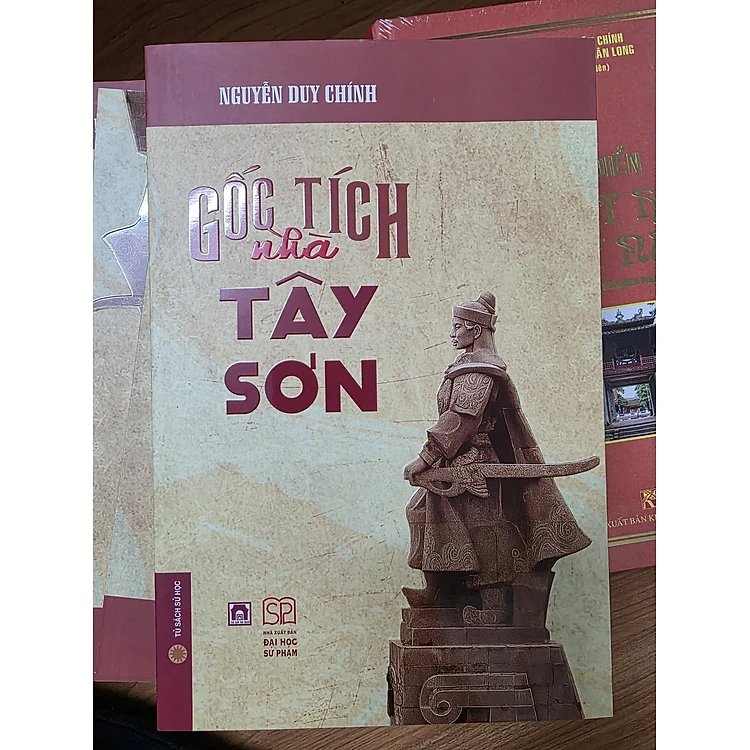 NGUYỄN DUY CHÍNH
GỐC TÍCH
nhà
TÂY
SƠN
TỦ SÁCH SỬ HỌC
NHÀ XUẤT BẢN
ĐẠI HỌC
SƯ PHẠM
CHÍNH
LONG
XUẤT BẢN